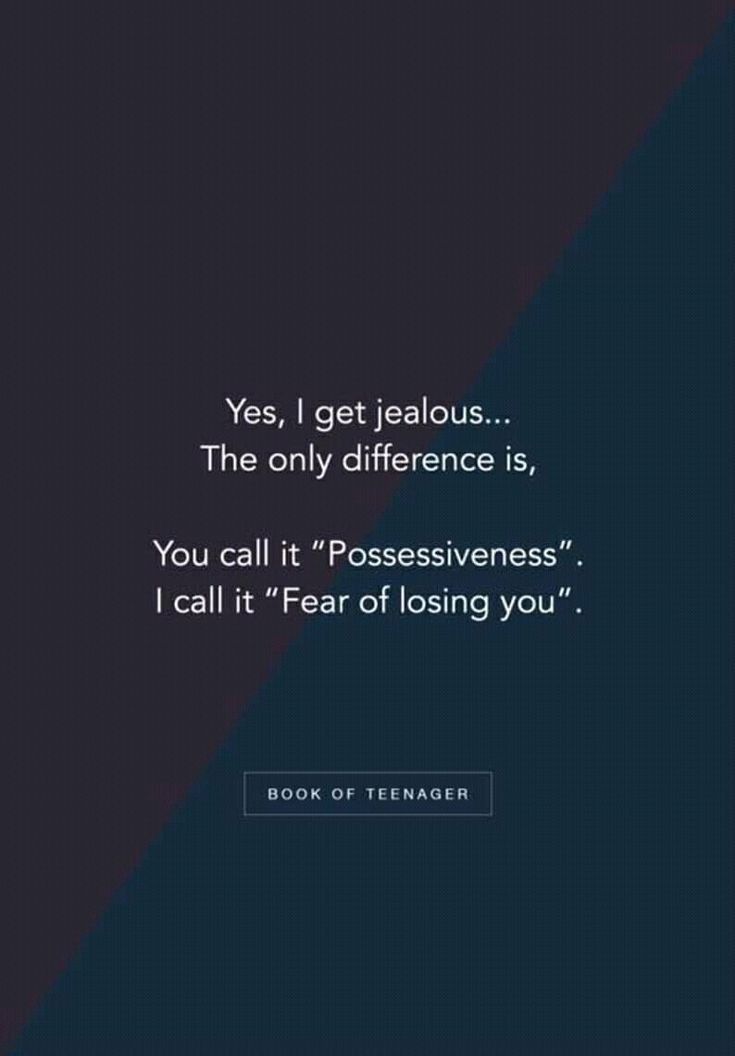 Yes, I get jealous...
The only difference is,
You call it “Possessiveness”.
I call it “Fear of losing you”.
BOOK OF TEENAGER